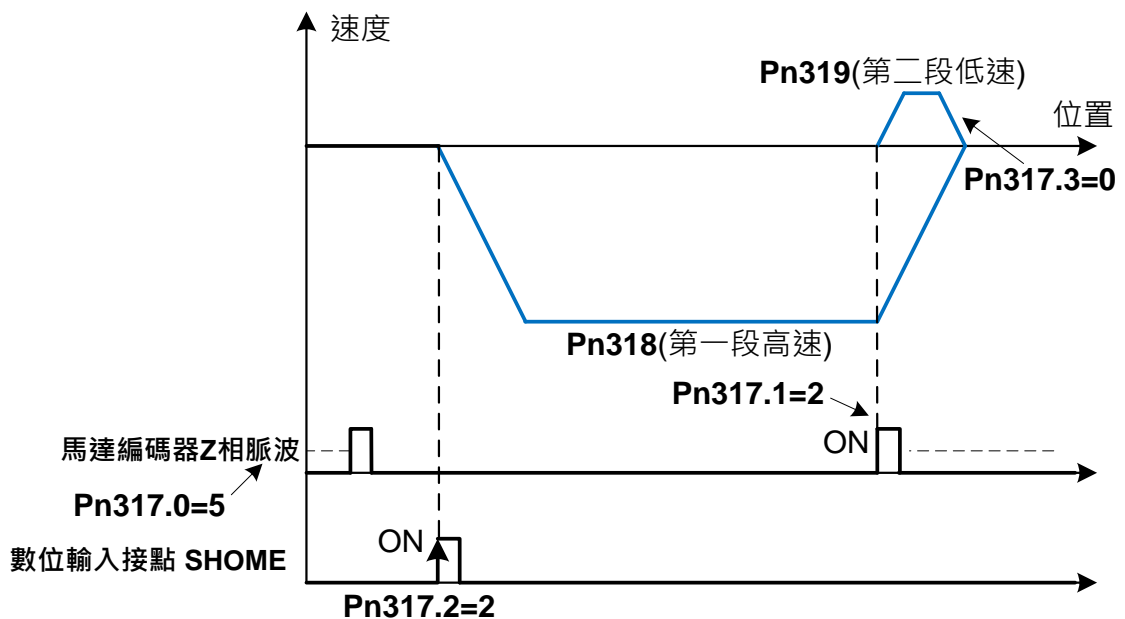 速度
Pn319(第二段低速)
位置
Pn317.3=0
Pn318(第一段高速)
Pn317.1=2
馬達編碼器Z相脈波
ON
Pn317.0=5
ON
數位輸入接點 SHOME
Pn317.2=2